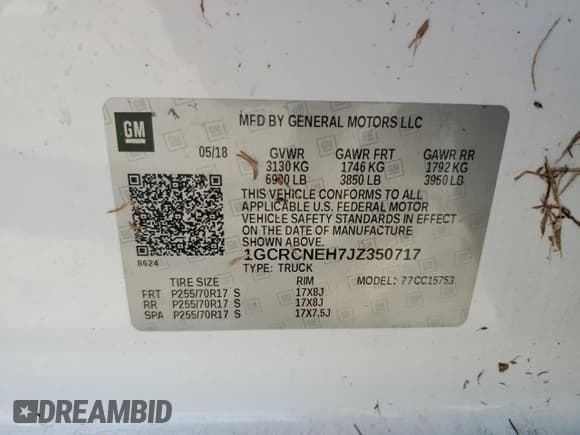 GM
MFD BY GENERAL MOTORS LLC
05/18 GVWR GAWR FRT GAWR RR
3130 KG 1746 KG 1792 KG
6900 LB 3850 LB 3950 LB
THIS VEHICLE CONFORMS TO ALL
APPLICABLE U.S. FEDERAL MOTOR
VEHICLE SAFETY STANDARDS IN EFFECT
ON THE DATE OF MANUFACTURE
SHOWN ABOVE.
8624
1GCRCNEH7JZ350717
TYPE: TRUCK
TIRE SIZE RIM MODEL: 77CC15753
FRT P255/70R17 S 17X8J
RR P255/70R17 S 17X8J
SPA P255/70R17 S 17X7.5J
DREAMBID